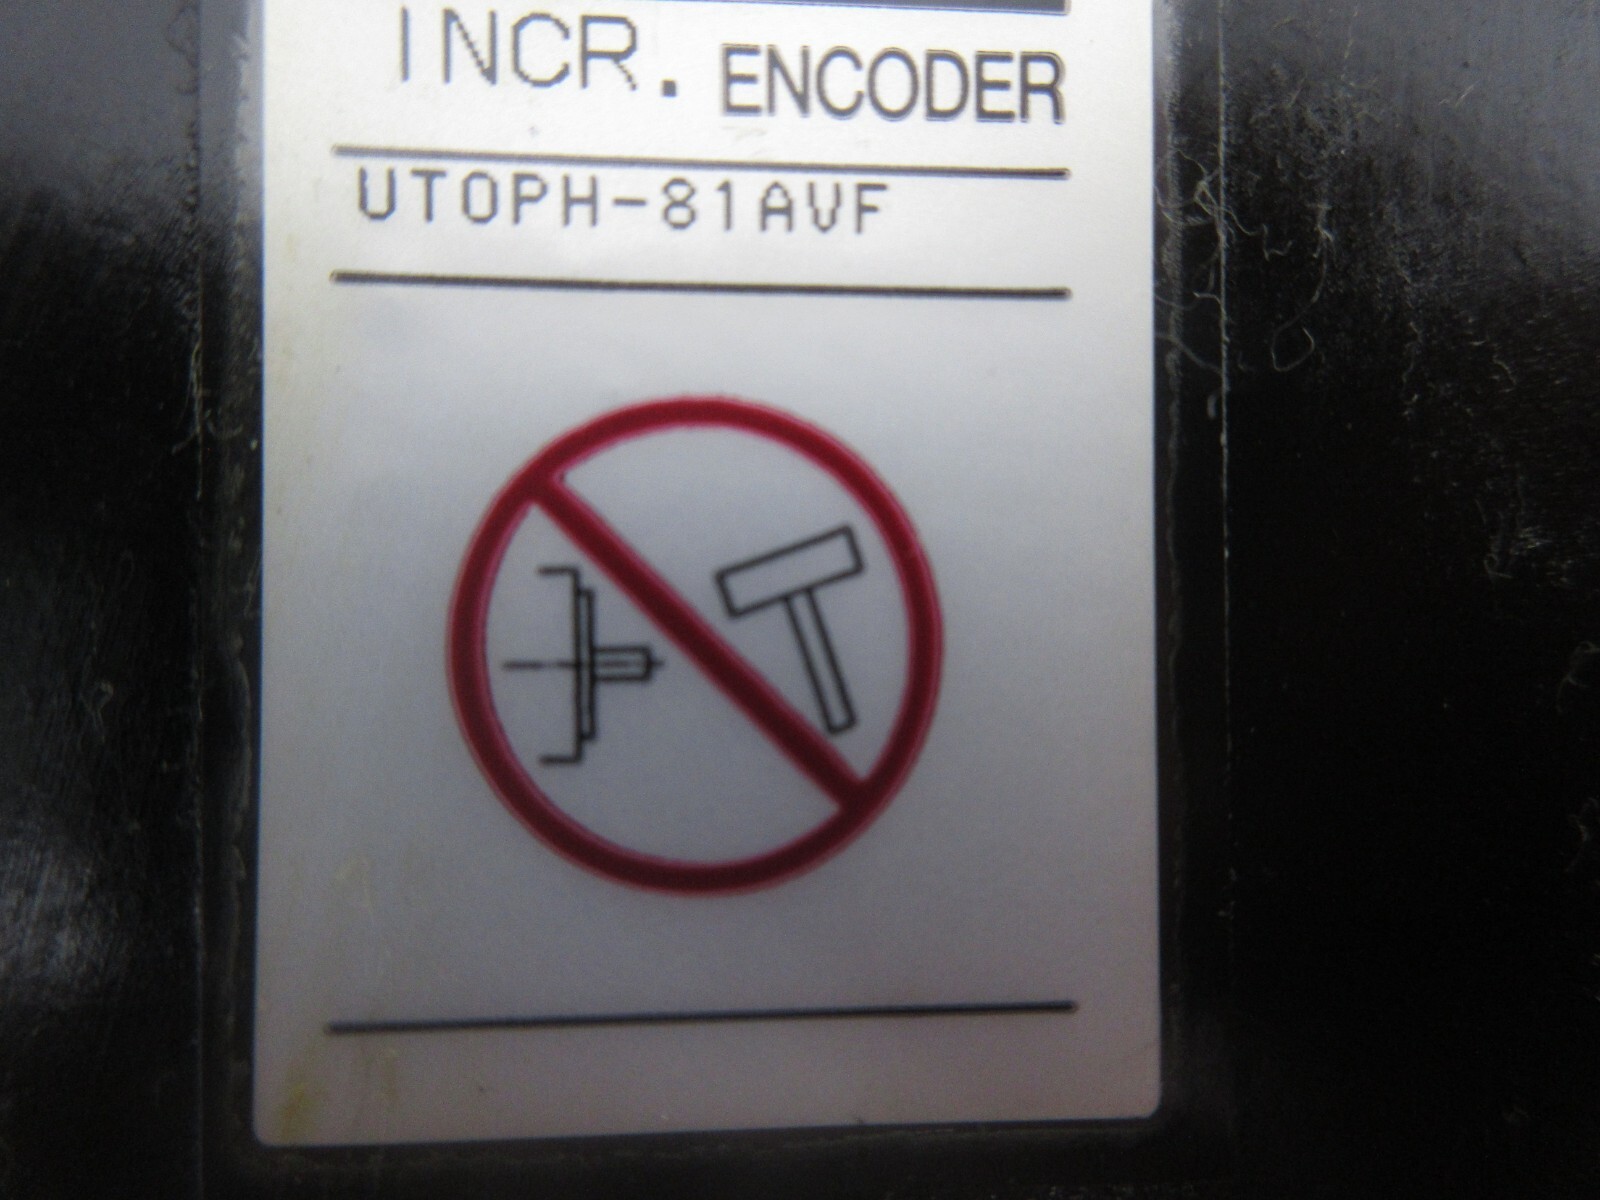 INCR. ENCODER
UTOPH-81AVF